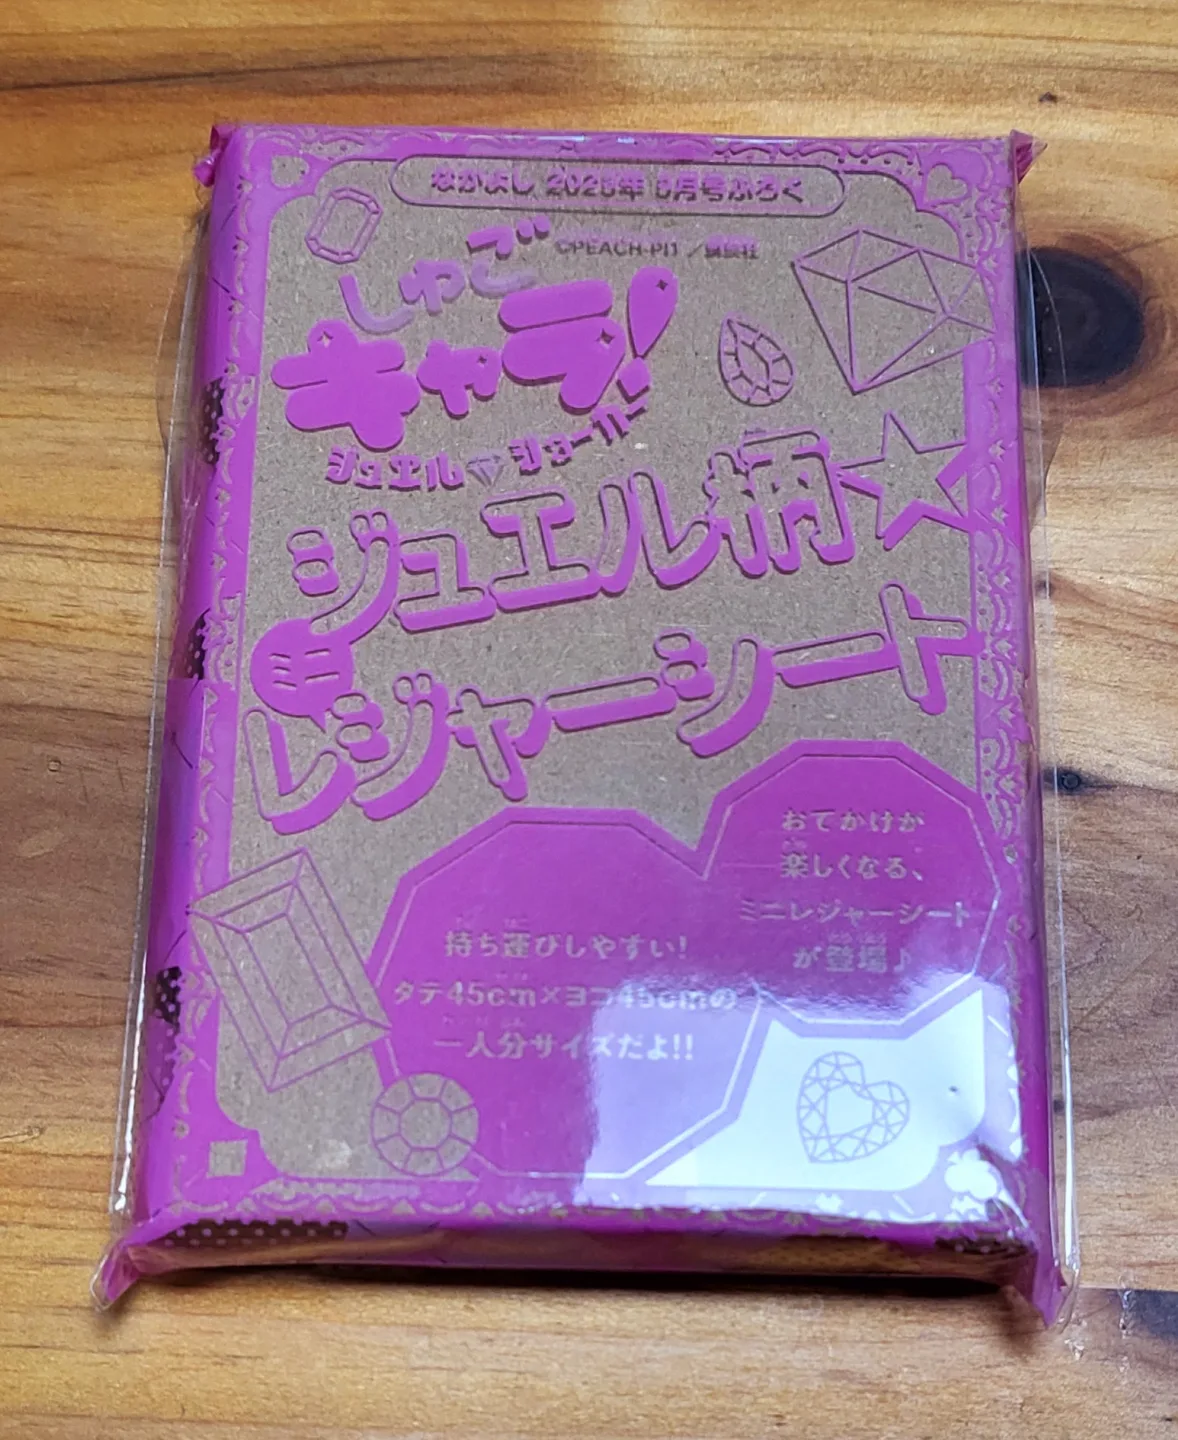 なかよし 2025年 5月号ふろく
©PEACH-PIT／講談社
しゅご
キャラ!
ジュエル ジョーカー
ジュエル柄☆
ミニ
レジャーシート
おでかけが
楽しくなる、
ミニレジャーシート
が登場♪
持ち運びしやすい!
タテ45cm×ヨコ45cmの
一人分サイズだよ!!